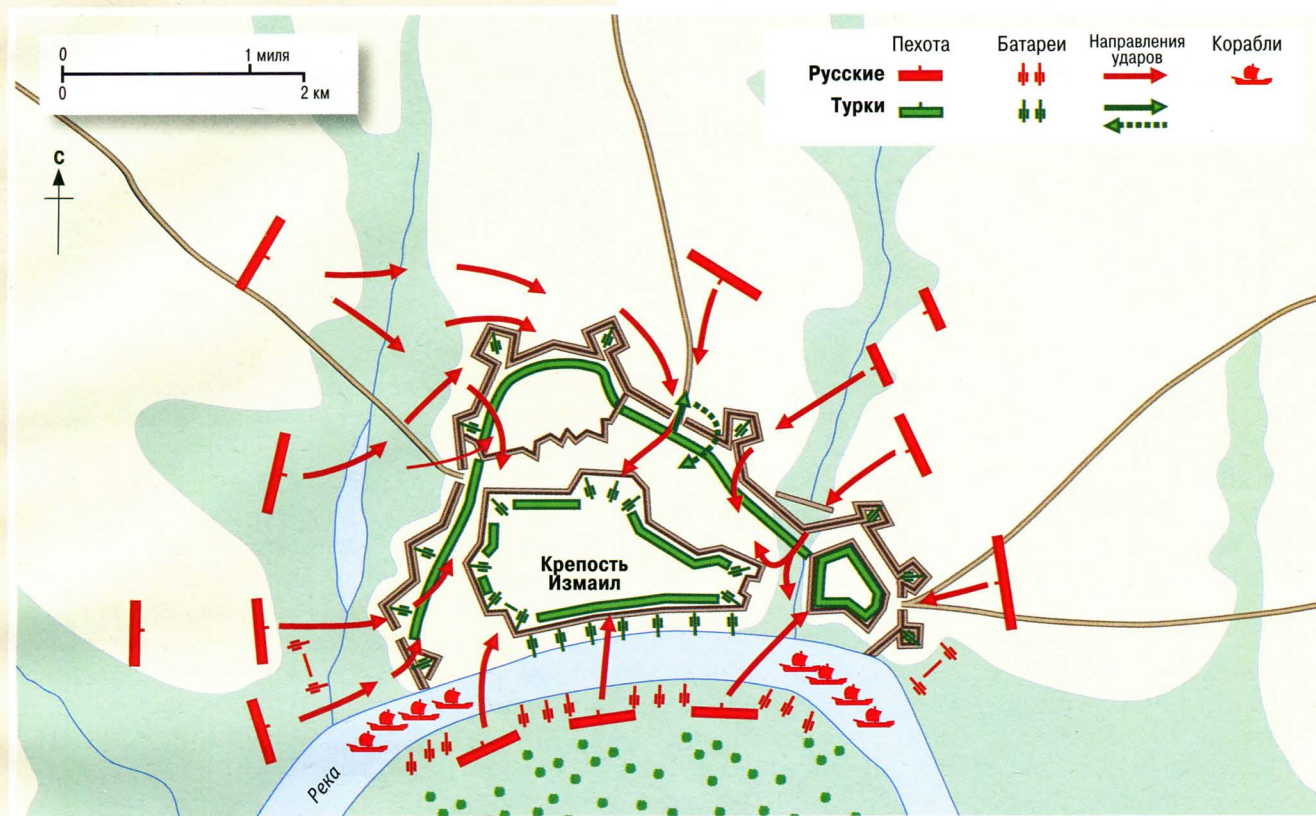 0 1 миля
0 2 км
С
Пехота Батареи Направления ударов Корабли
Русские
Турки
Крепость
Измаил
Река